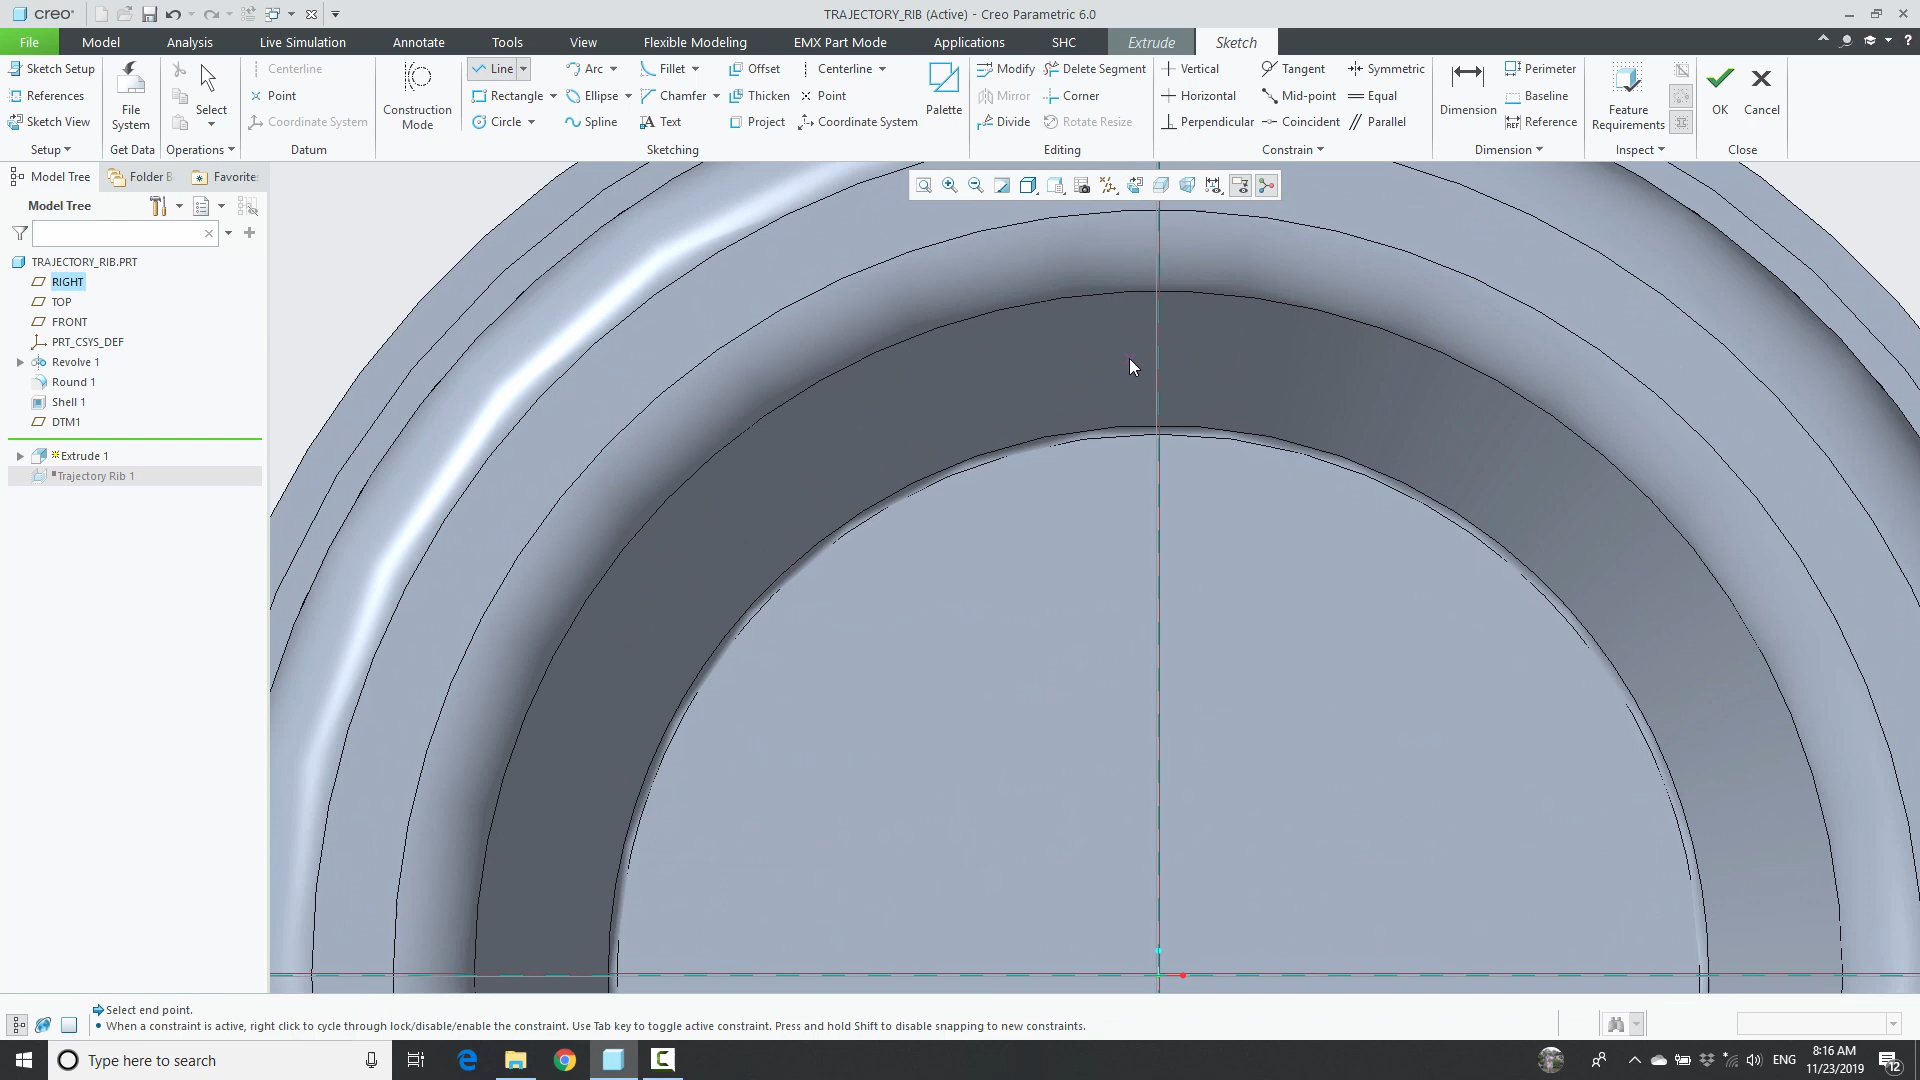 creo
TRAJECTORY_RIB (Active) - Creo Parametric 6.0
File Model Analysis Live Simulation Annotate Tools View Flexible Modeling EMX Part Mode Applications SHC Extrude Sketch
Sketch Setup
References
Sketch View
Setup
File System
Get Data
Select
Operations
Centerline
Point
Coordinate System
Datum
Construction Mode
Line Arc Fillet Offset Centerline
Rectangle Ellipse Chamfer Thicken Point
Circle Spline Text Project Coordinate System
Palette
Sketching
Modify Delete Segment
Mirror Corner
Divide Rotate Resize
Editing
Vertical Tangent Symmetric
Horizontal Mid-point Equal
Perpendicular Coincident Parallel
Constrain
Dimension
Perimeter
Baseline
Reference
Dimension
Feature Requirements
Inspect
OK Cancel
Close
Model Tree Folder B Favorite
Model Tree
TRAJECTORY_RIB.PRT
RIGHT
TOP
FRONT
PRT_CSYS_DEF
Revolve 1
Round 1
Shell 1
DTM1
Extrude 1
Trajectory Rib 1
Select end point.
• When a constraint is active, right click to cycle through lock/disable/enable the constraint. Use Tab key to toggle active constraint. Press and hold Shift to disable snapping to new constraints.
Type here to search
ENG
8:16 AM
11/23/2019
12